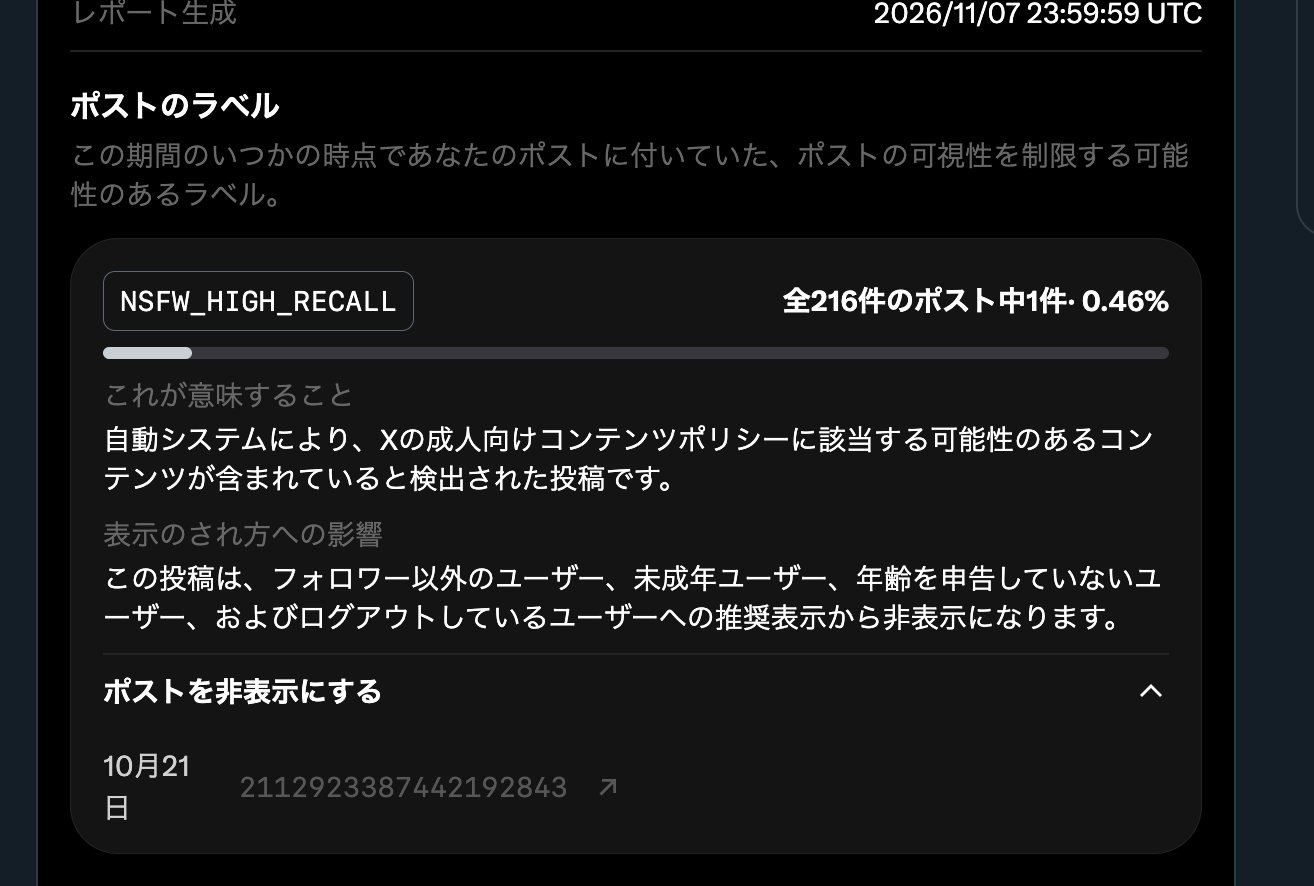 レポート生成
2026/11/07 23:59:59 UTC
ポストのラベル
この期間のいつかの時点であなたのポストに付いていた、ポストの可視性を制限する可能
性のあるラベル。
NSFW_HIGH_RECALL
全216件のポスト中1件· 0.46%
これが意味すること
自動システムにより、Xの成人向けコンテンツポリシーに該当する可能性のあるコン
テンツが含まれていると検出された投稿です。
表示のされ方への影響
この投稿は、フォロワー以外のユーザー、未成年ユーザー、年齢を申告していないユ
ーザー、およびログアウトしているユーザーへの推奨表示から非表示になります。
ポストを非表示にする
10月21
日
2112923387442192843